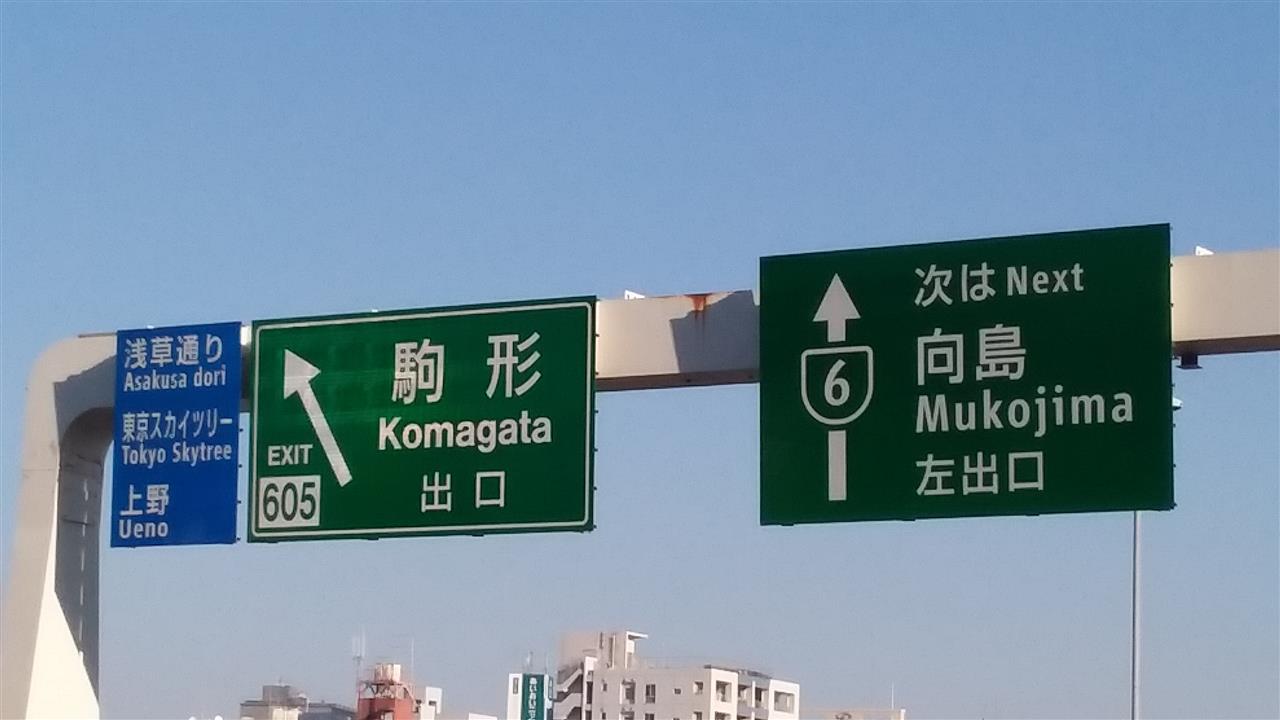 浅草通り
Asakusa dori
東京スカイツリー
Tokyo Skytree
上野
Ueno
駒形
Komagata
出口
EXIT
605
次は Next
向島
Mukojima
左出口
6